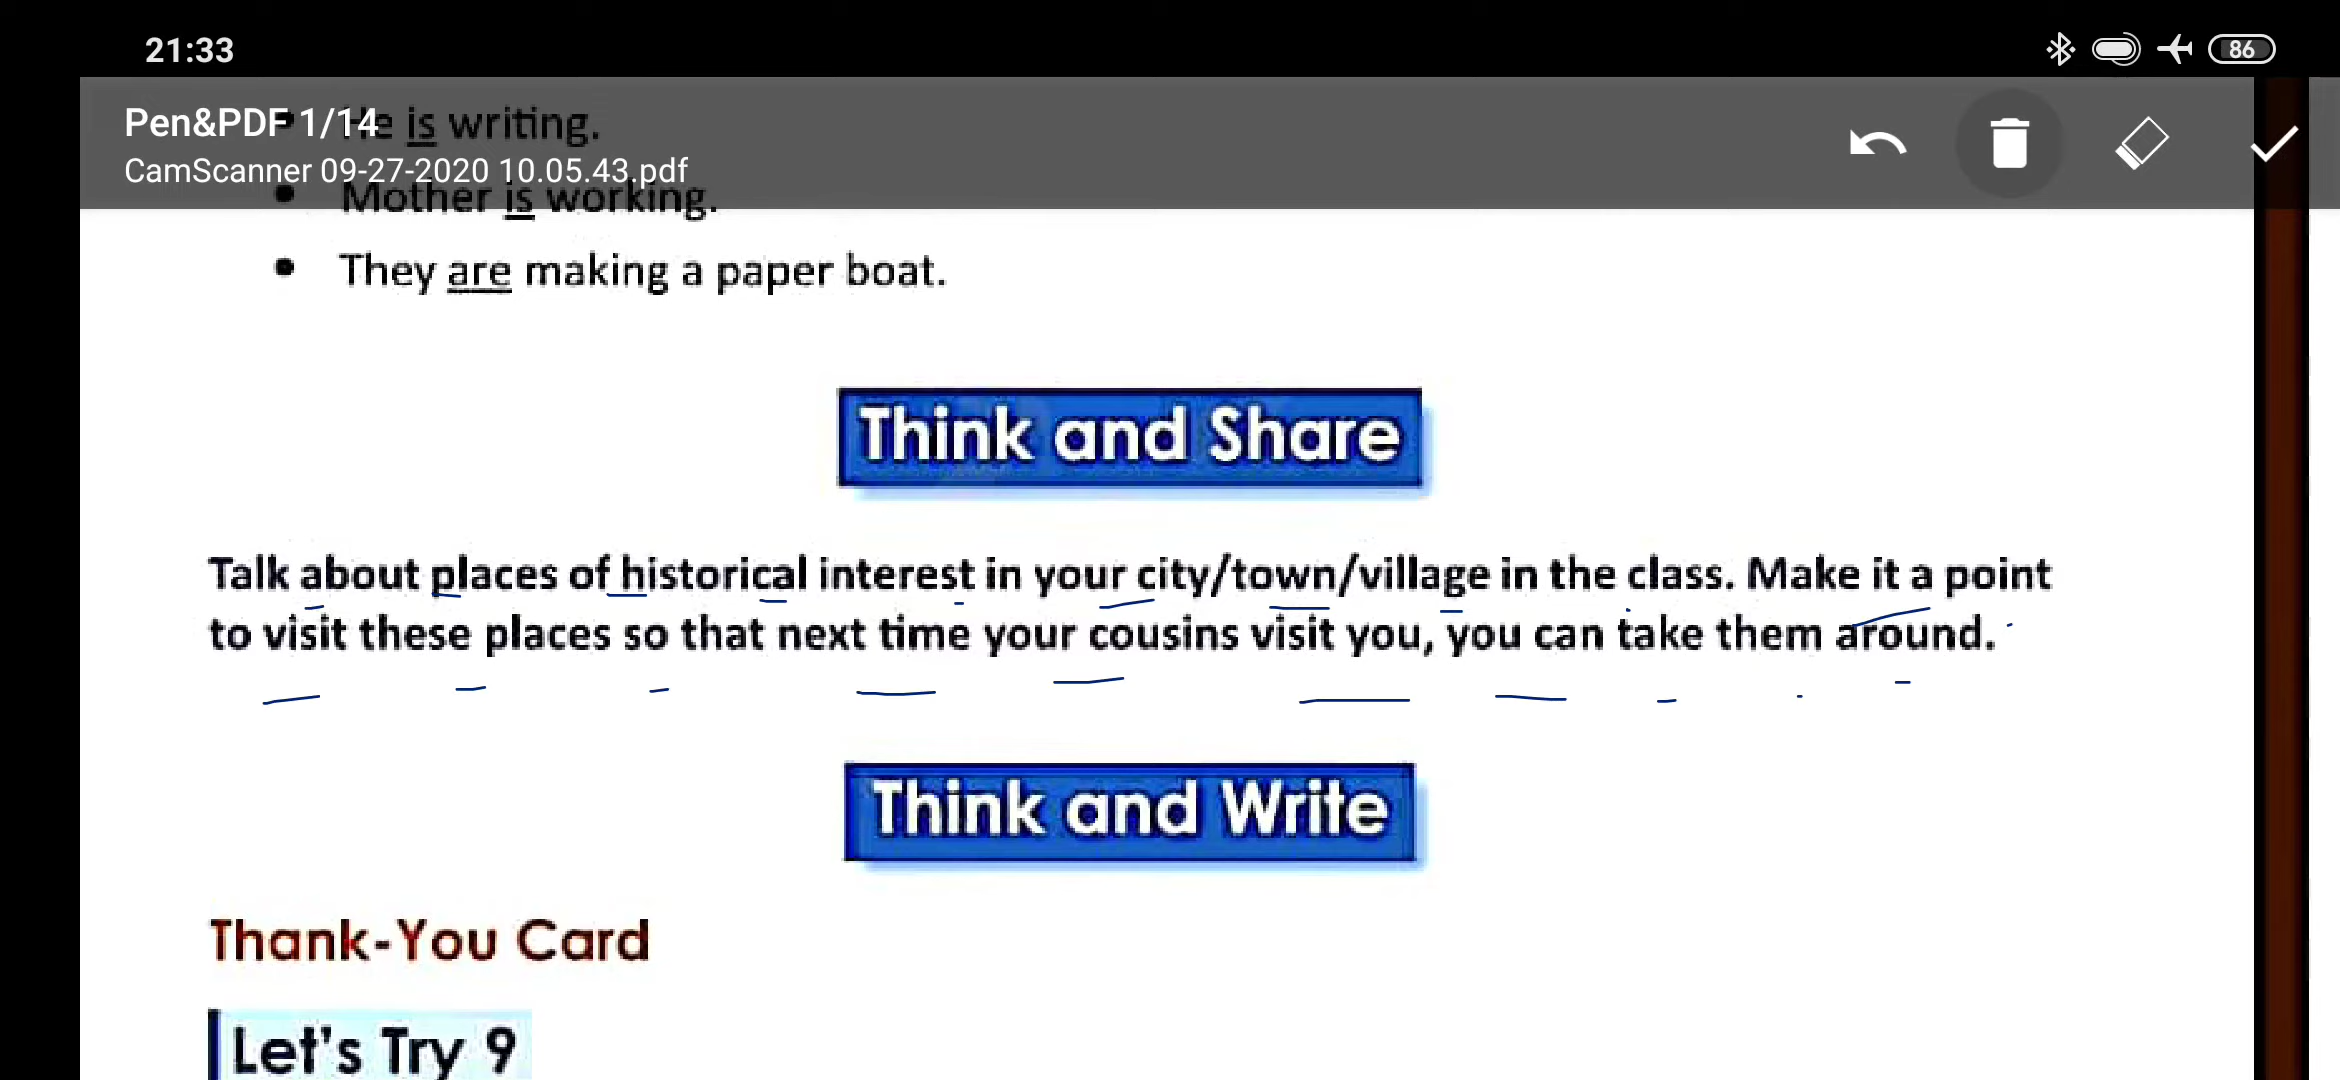 21:33
86
Pen&PDF 1/14
• He is writing.
CamScanner 09-27-2020 10.05.43.pdf
• Mother is working.
• They are making a paper boat.
Think and Share
Talk about places of historical interest in your city/town/village in the class. Make it a point
to visit these places so that next time your cousins visit you, you can take them around.
Think and Write
Thank-You Card
Let's Try 9